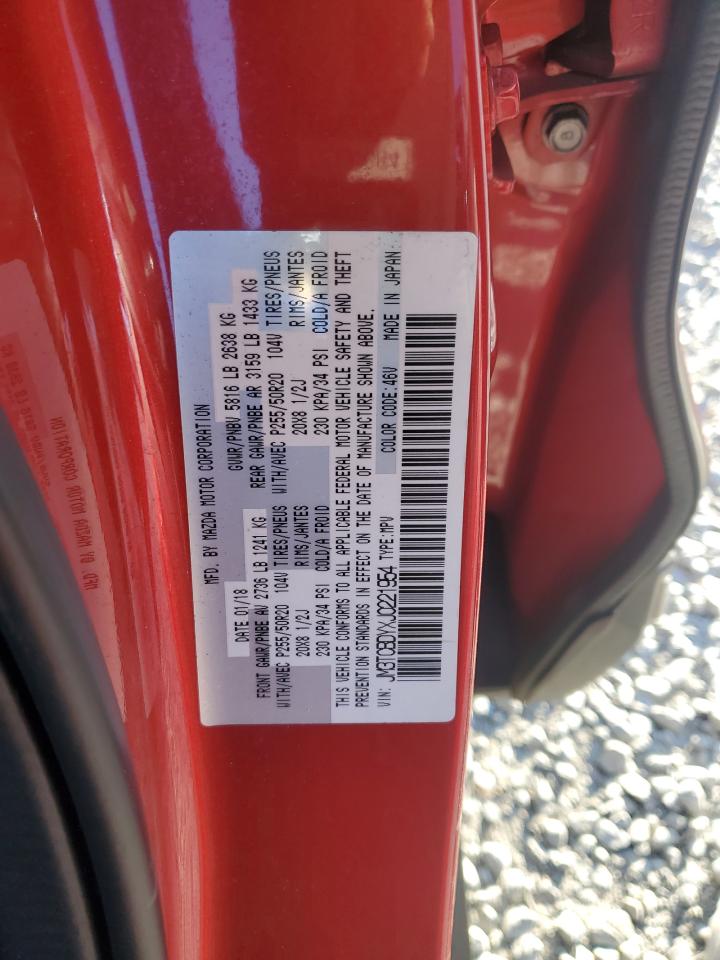 MFD. BY MAZDA MOTOR CORPORATION
DATE 01/18 GVWR/PNBV 5816 LB 2638 KG
FRONT GAWR/PNBE AV 2736 LB 1241 KG REAR GAWR/PNBE AR 3159 LB 1433 KG
WITH/AVEC P255/50R20 104V TIRES/PNEUS WITH/AVEC P255/50R20 104V TIRES/PNEUS
20X8 1/2J RIMS/JANTES 20X8 1/2J RIMS/JANTES
230 KPA/34 PSI COLD/A FROID 230 KPA/34 PSI COLD/A FROID
THIS VEHICLE CONFORMS TO ALL APPLICABLE FEDERAL MOTOR VEHICLE SAFETY AND THEFT
PREVENTION STANDARDS IN EFFECT ON THE DATE OF MANUFACTURE SHOWN ABOVE.
VIN: JM3TCBDYXJ0221954 TYPE:MPV COLOR CODE:46V MADE IN JAPAN
8